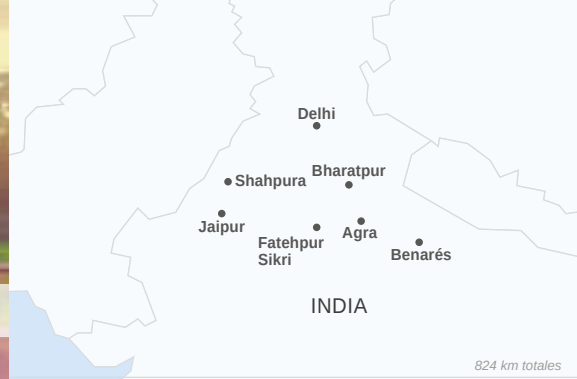 Delhi
Bharatpur
Shahpura
Jaipur
Fatehpur
Sikri
Agra
Benarés
INDIA
824 km totales